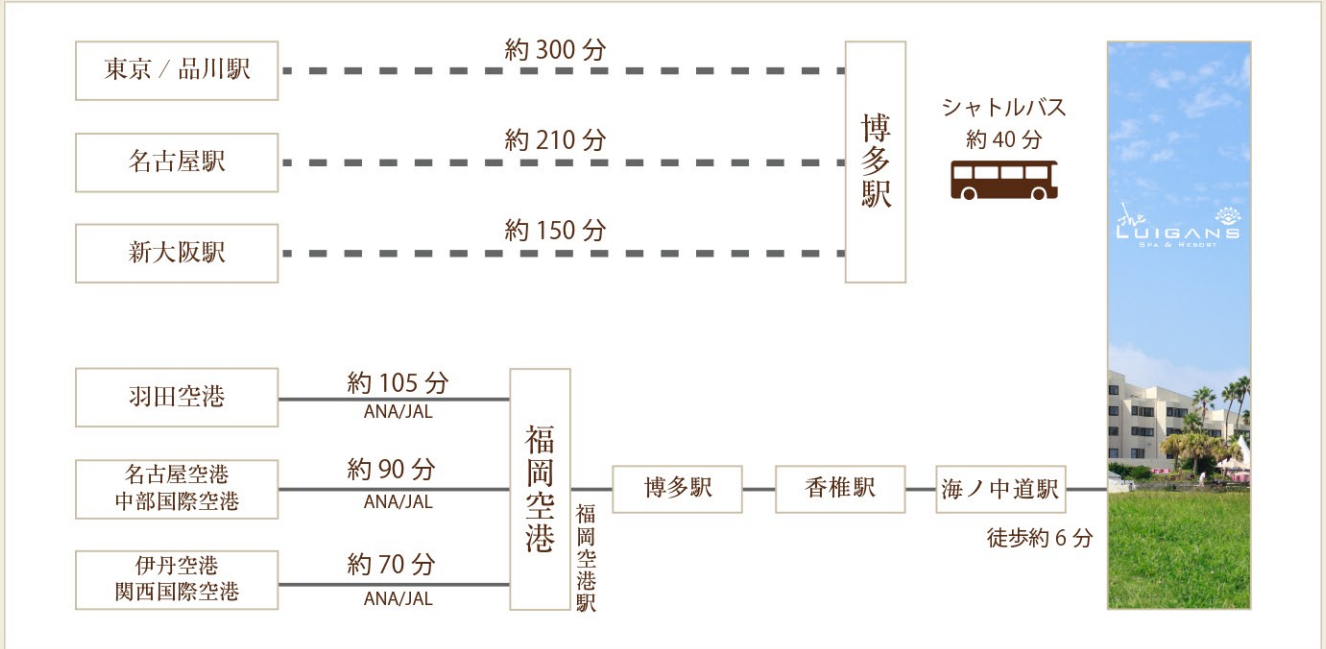 東京 / 品川駅
約 300 分
名古屋駅
約 210 分
新大阪駅
約 150 分
博多駅
シャトルバス
約 40 分
The
LUIGANS
SPA & RESORT
羽田空港
約 105 分
ANA/JAL
名古屋空港
中部国際空港
約 90 分
ANA/JAL
伊丹空港
関西国際空港
約 70 分
ANA/JAL
福岡空港
福岡空港駅
博多駅
香椎駅
海ノ中道駅
徒歩約 6 分